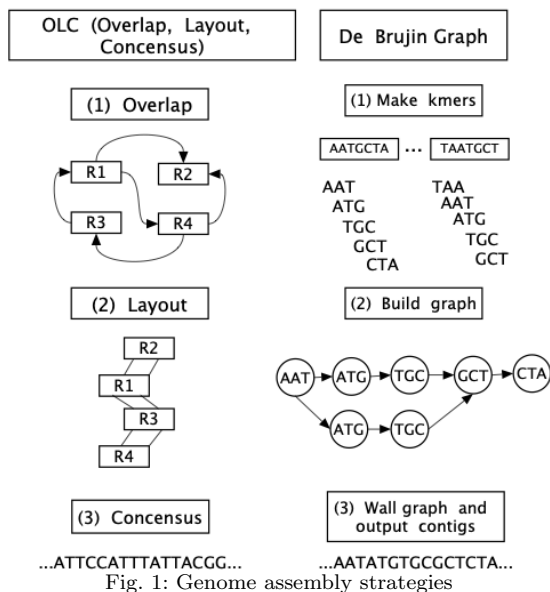 OLC (Overlap, Layout,
Concensus)
(1) Overlap
R1
R2
R3
R4
(2) Layout
R2
R1
R3
R4
(3) Concensus
...ATTCCATTTATTACGG...
De Brujin Graph
(1) Make kmers
AATGCTA ... TAATGCT
AAT
ATG
TGC
GCT
CTA
TAA
AAT
ATG
TGC
GCT
(2) Build graph
AAT
ATG
TGC
GCT
CTA
ATG
TGC
(3) Wall graph and
output contigs
...AATATGTGCGCTCTA...
Fig. 1: Genome assembly strategies